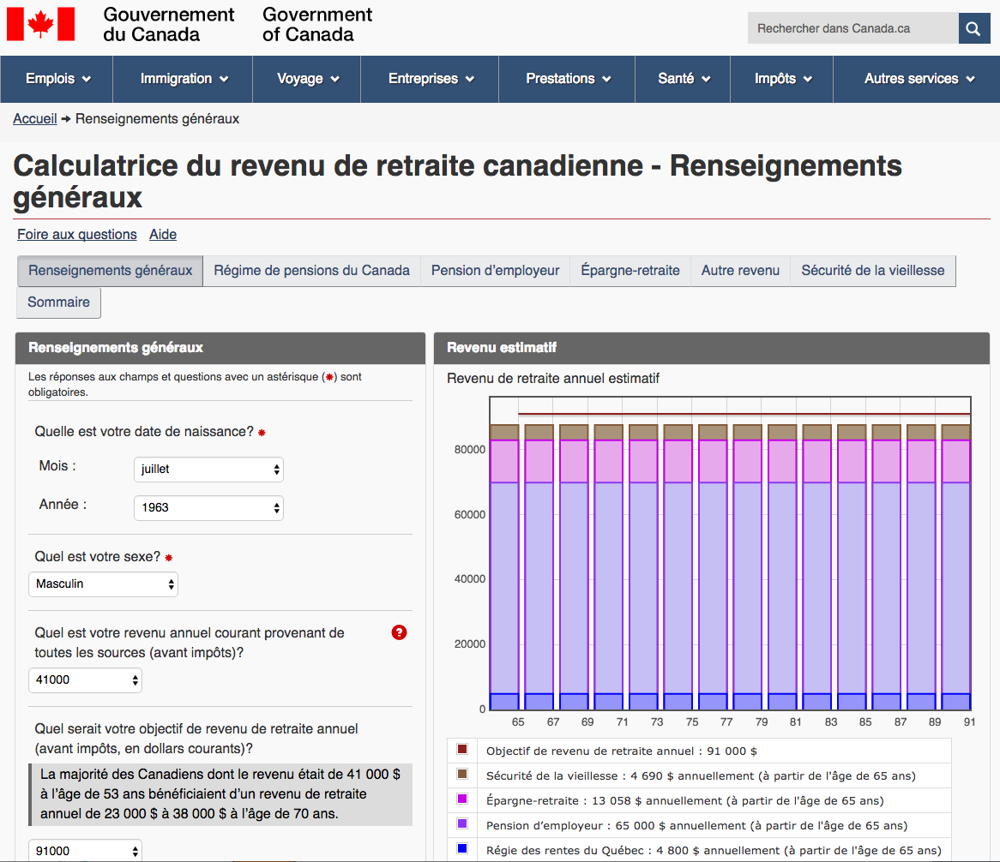 Gouvernement du Canada
Government of Canada
Rechercher dans Canada.ca
Emplois Immigration Voyage Entreprises Prestations Santé Impôts Autres services
Accueil ➔ Renseignements généraux
Calculatrice du revenu de retraite canadienne - Renseignements
généraux
Foire aux questions Aide
Renseignements généraux Régime de pensions du Canada Pension d’employeur Épargne-retraite Autre revenu Sécurité de la vieillesse
Sommaire
Renseignements généraux
Les réponses aux champs et questions avec un astérisque (✱) sont
obligatoires.
Quelle est votre date de naissance? ✱
Mois : juillet
Année : 1963
Quel est votre sexe? ✱
Masculin
Quel est votre revenu annuel courant provenant de
toutes les sources (avant impôts)?
?
41000
Quel serait votre objectif de revenu de retraite annuel
(avant impôts, en dollars courants)?
La majorité des Canadiens dont le revenu était de 41 000 $
à l’âge de 53 ans bénéficiaient d’un revenu de retraite
annuel de 23 000 $ à 38 000 $ à l’âge de 70 ans.
91000
Revenu estimatif
Revenu de retraite annuel estimatif
80000
60000
40000
20000
0
65 67 69 71 73 75 77 79 81 83 85 87 89 91
Objectif de revenu de retraite annuel : 91 000 $
Sécurité de la vieillesse : 4 690 $ annuellement (à partir de l'âge de 65 ans)
Épargne-retraite : 13 058 $ annuellement (à partir de l'âge de 65 ans)
Pension d’employeur : 65 000 $ annuellement (à partir de l'âge de 65 ans)
Régie des rentes du Québec : 4 800 $ annuellement (à partir de l'âge de 65 ans)